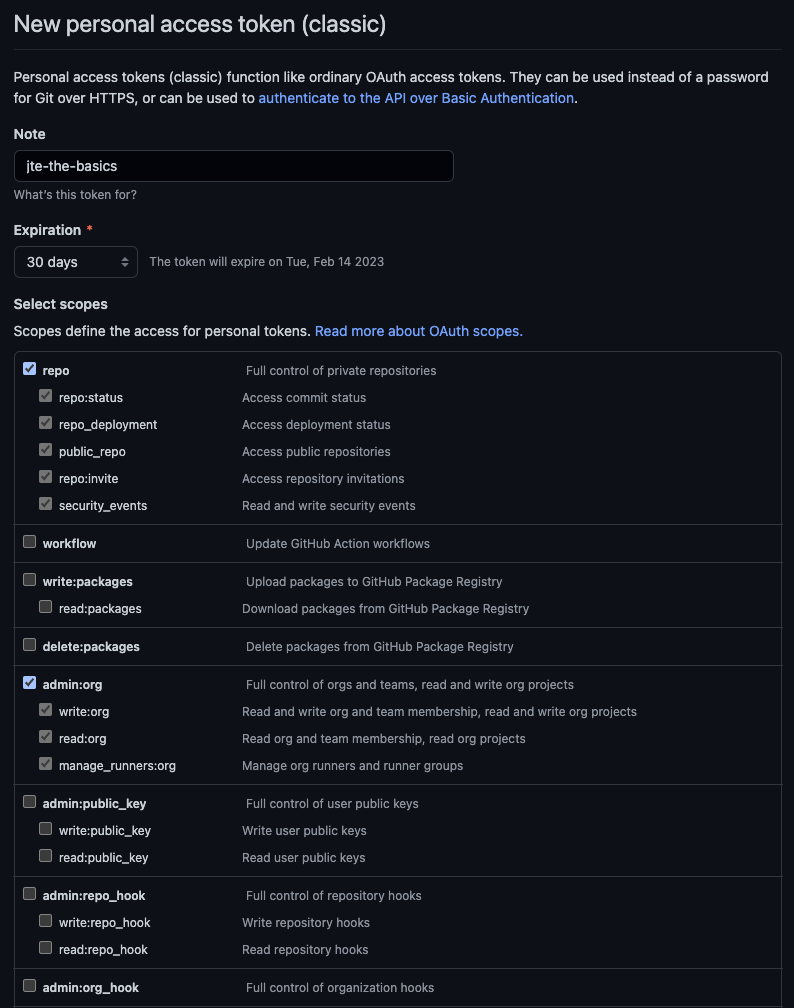 New personal access token (classic)
Personal access tokens (classic) function like ordinary OAuth access tokens. They can be used instead of a password
for Git over HTTPS, or can be used to authenticate to the API over Basic Authentication.
Note
jte-the-basics
What's this token for?
Expiration *
30 days The token will expire on Tue, Feb 14 2023
Select scopes
Scopes define the access for personal tokens. Read more about OAuth scopes.
repo Full control of private repositories
repo:status Access commit status
repo_deployment Access deployment status
public_repo Access public repositories
repo:invite Access repository invitations
security_events Read and write security events
workflow Update GitHub Action workflows
write:packages Upload packages to GitHub Package Registry
read:packages Download packages from GitHub Package Registry
delete:packages Delete packages from GitHub Package Registry
admin:org Full control of orgs and teams, read and write org projects
write:org Read and write org and team membership, read and write org projects
read:org Read org and team membership, read org projects
manage_runners:org Manage org runners and runner groups
admin:public_key Full control of user public keys
write:public_key Write user public keys
read:public_key Read user public keys
admin:repo_hook Full control of repository hooks
write:repo_hook Write repository hooks
read:repo_hook Read repository hooks
admin:org_hook Full control of organization hooks